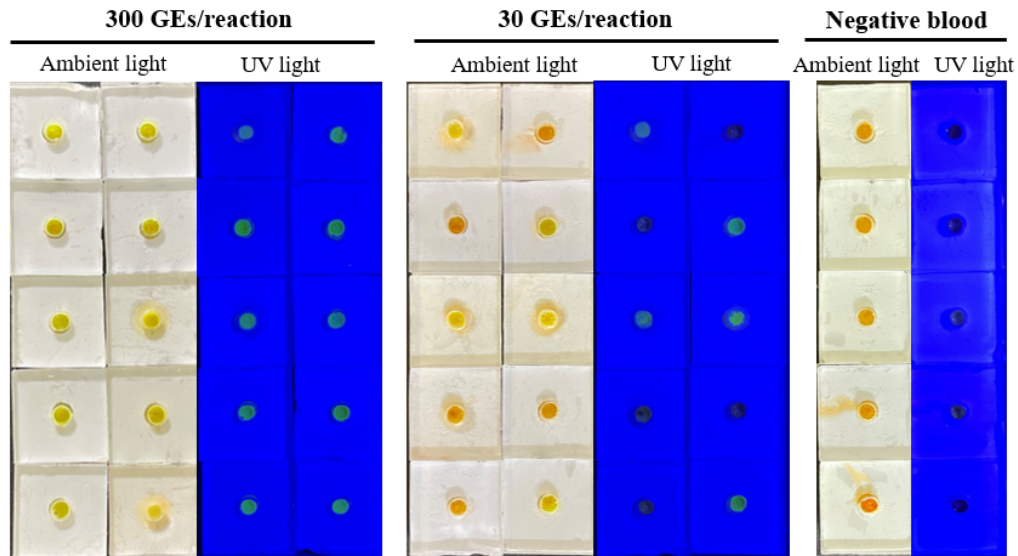 300 GEs/reaction
30 GEs/reaction
Negative blood
Ambient light
UV light
Ambient light
UV light
Ambient light
UV light